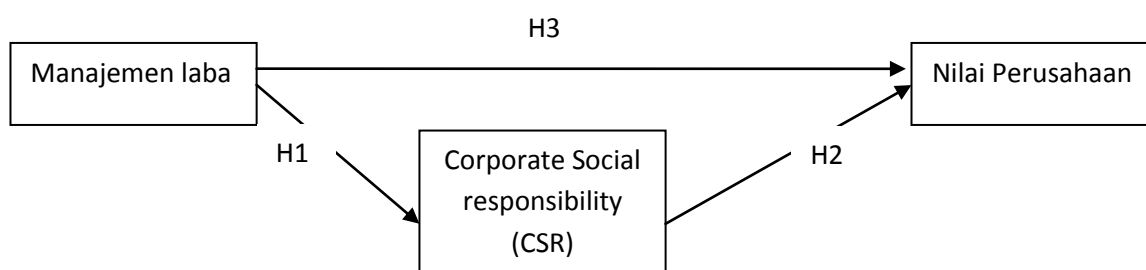 H3
Manajemen laba
Nilai Perusahaan
H1
Corporate Social
responsibility
(CSR)
H2